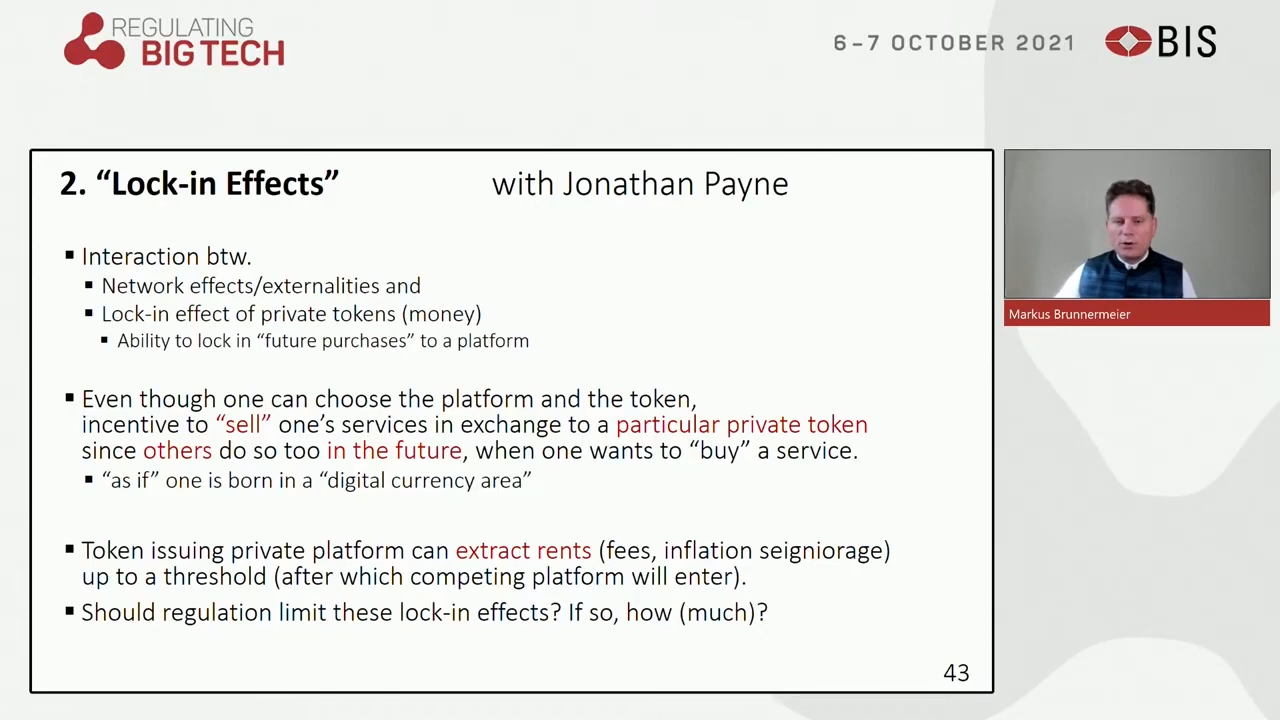 REGULATING
BIG TECH
6–7 OCTOBER 2021
BIS
2. “Lock-in Effects” with Jonathan Payne
▪ Interaction btw.
▪ Network effects/externalities and
▪ Lock-in effect of private tokens (money)
▪ Ability to lock in “future purchases” to a platform
▪ Even though one can choose the platform and the token,
incentive to “sell” one’s services in exchange to a particular private token
since others do so too in the future, when one wants to “buy” a service.
▪ “as if” one is born in a “digital currency area”
▪ Token issuing private platform can extract rents (fees, inflation seigniorage)
up to a threshold (after which competing platform will enter).
▪ Should regulation limit these lock-in effects? If so, how (much)?
43
Markus Brunnermeier